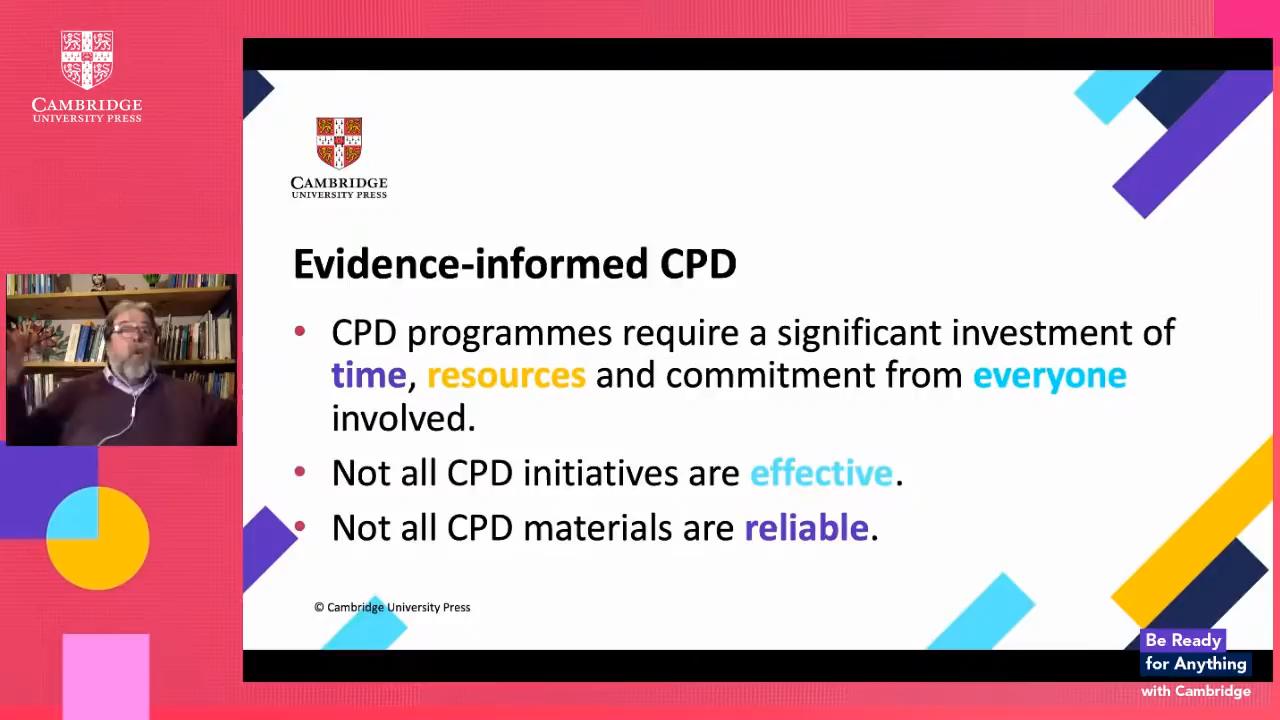 CAMBRIDGE
UNIVERSITY PRESS
CAMBRIDGE
UNIVERSITY PRESS
Evidence-informed CPD
• CPD programmes require a significant investment of
time, resources and commitment from everyone
involved.
• Not all CPD initiatives are effective.
• Not all CPD materials are reliable.
© Cambridge University Press
Be Ready
for Anything
with Cambridge